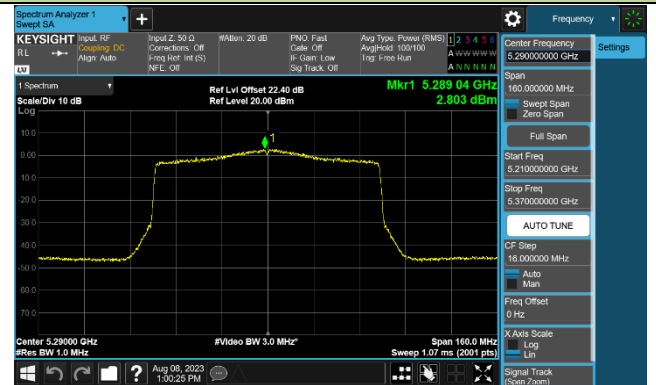 Spectrum Analyzer 1
Swept SA
Frequency
KEYSIGHT
RL
Input: RF
Coupling: DC
Align: Auto
Input Z: 50 Ω
Corrections: Off
Freq Ref: Int (S)
NFE: Off
#Atten: 20 dB
PNO: Fast
Gate: Off
IF Gain: Low
Sig Track: Off
Avg Type: Power (RMS)
Avg|Hold: 100/100
Trig: Free Run
1 2 3 4 5 6
A W W W W W
A N N N N N
LXI
1 Spectrum
Scale/Div 10 dB
Log
Ref Lvl Offset 22.40 dB
Ref Level 20.00 dBm
Mkr1 5.289 04 GHz
2.803 dBm
1
10.0
0.00
-10.0
-20.0
-30.0
-40.0
-50.0
-60.0
-70.0
Center 5.29000 GHz
#Res BW 1.0 MHz
#Video BW 3.0 MHz*
Span 160.0 MHz
Sweep 1.07 ms (2001 pts)
Aug 08, 2023
1:00:25 PM
Center Frequency
5.290000000 GHz
Settings
Span
160.000000 MHz
Swept Span
Zero Span
Full Span
Start Freq
5.210000000 GHz
Stop Freq
5.370000000 GHz
AUTO TUNE
CF Step
16.000000 MHz
Auto
Man
Freq Offset
0 Hz
X Axis Scale
Log
Lin
Signal Track
(Span Zoom)